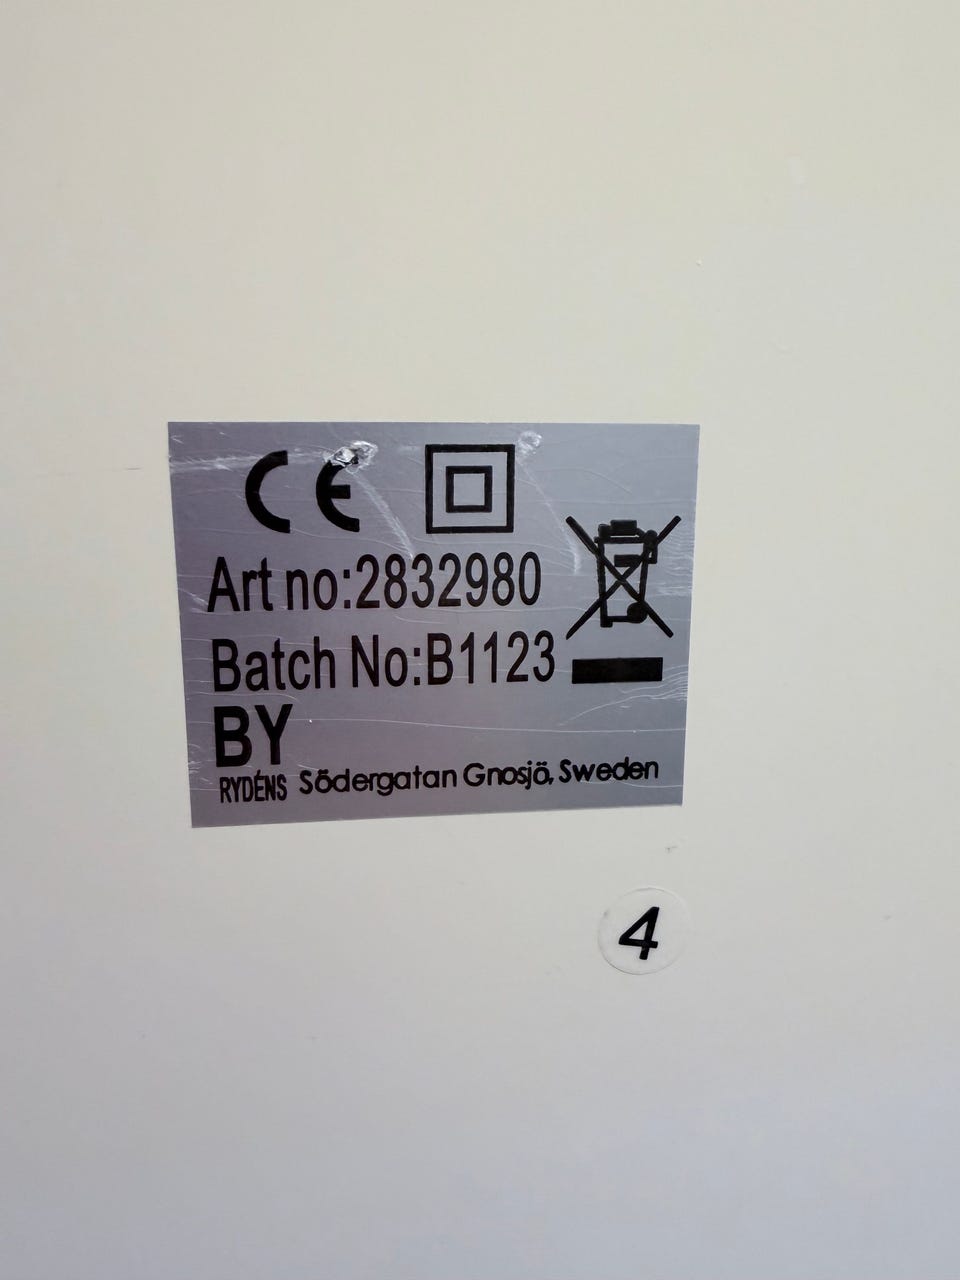 CE
Art no:2832980
Batch No:B1123
BY
RYDÉNS Södergatan Gnosjö, Sweden
4